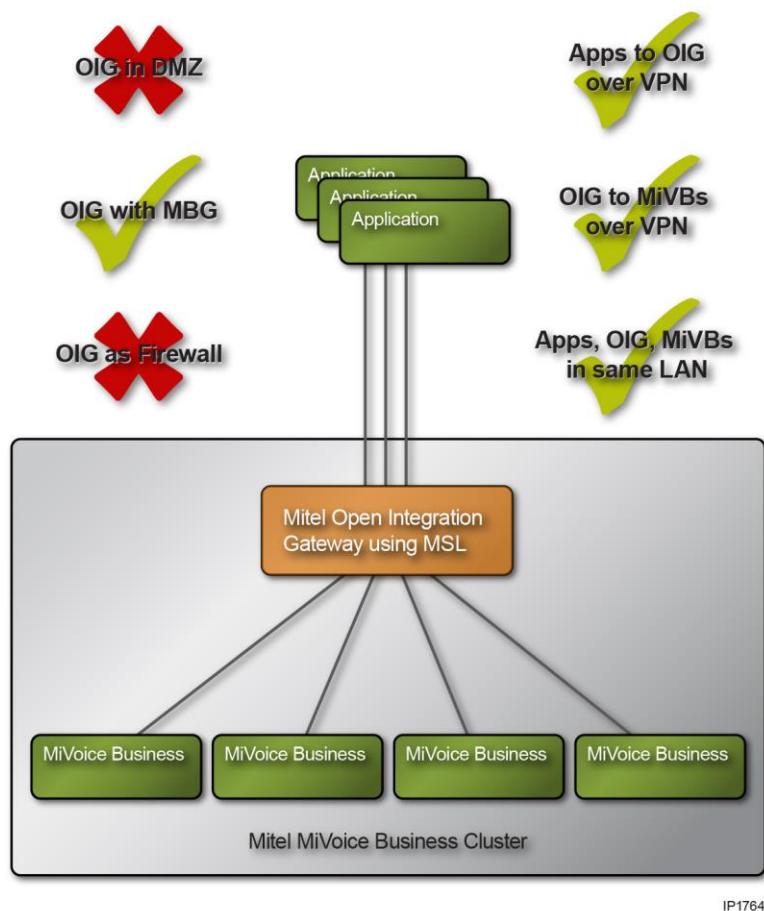 OIG in DMZ
Apps to OIG
over VPN
OIG with MBG
Application
Application
Application
OIG to MiVBs
over VPN
OIG as Firewall
Apps, OIG, MiVBs
in same LAN
Mitel Open Integration
Gateway using MSL
MiVoice Business
MiVoice Business
MiVoice Business
MiVoice Business
Mitel MiVoice Business Cluster
IP1764